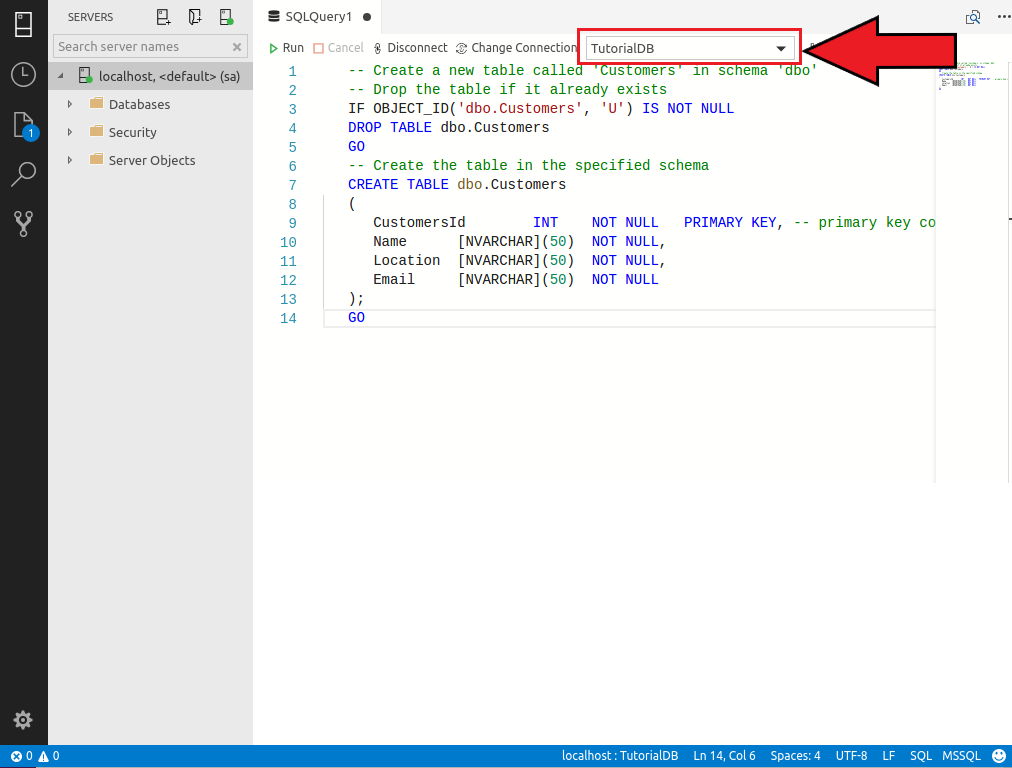 SERVERS
SQLQuery1
Search server names
localhost, <default> (sa)
Databases
Security
Server Objects
1
Run Cancel Disconnect Change Connection TutorialDB
1 -- Create a new table called 'Customers' in schema 'dbo'
2 -- Drop the table if it already exists
3 IF OBJECT_ID('dbo.Customers', 'U') IS NOT NULL
4 DROP TABLE dbo.Customers
5 GO
6 -- Create the table in the specified schema
7 CREATE TABLE dbo.Customers
8 (
9 CustomersId INT NOT NULL PRIMARY KEY, -- primary key co
10 Name [NVARCHAR](50) NOT NULL,
11 Location [NVARCHAR](50) NOT NULL,
12 Email [NVARCHAR](50) NOT NULL
13 );
14 GO
0 0 localhost : TutorialDB Ln 14, Col 6 Spaces: 4 UTF-8 LF SQL MSSQL